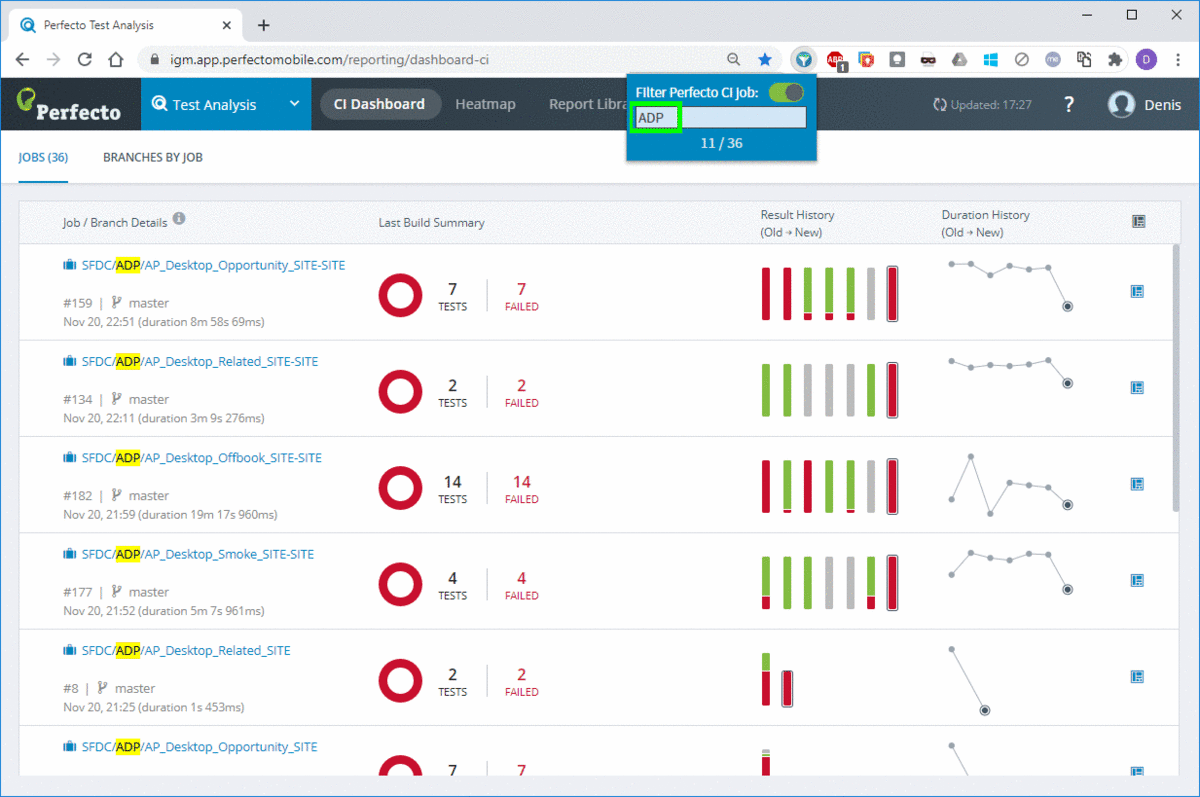 Perfecto Test Analysis
igm.app.perfectomobile.com/reporting/dashboard-ci
ABP
1
me
D
Perfecto
Test Analysis
CI Dashboard
Heatmap
Report Libra
Filter Perfecto CI job:
ADP
11 / 36
Updated: 17:27
?
Denis
JOBS (36)
BRANCHES BY JOB
Job / Branch Details
Last Build Summary
Result History
(Old → New)
Duration History
(Old → New)
SFDC/ADP/AP_Desktop_Opportunity_SITE-SITE
#159 | master
Nov 20, 22:51 (duration 8m 58s 69ms)
7
TESTS
7
FAILED
SFDC/ADP/AP_Desktop_Related_SITE-SITE
#134 | master
Nov 20, 22:11 (duration 3m 9s 276ms)
2
TESTS
2
FAILED
SFDC/ADP/AP_Desktop_Offbook_SITE-SITE
#182 | master
Nov 20, 21:59 (duration 19m 17s 960ms)
14
TESTS
14
FAILED
SFDC/ADP/AP_Desktop_Smoke_SITE-SITE
#177 | master
Nov 20, 21:52 (duration 5m 7s 961ms)
4
TESTS
4
FAILED
SFDC/ADP/AP_Desktop_Related_SITE
#8 | master
Nov 20, 21:25 (duration 1s 453ms)
2
TESTS
2
FAILED
SFDC/ADP/AP_Desktop_Opportunity_SITE
7
7